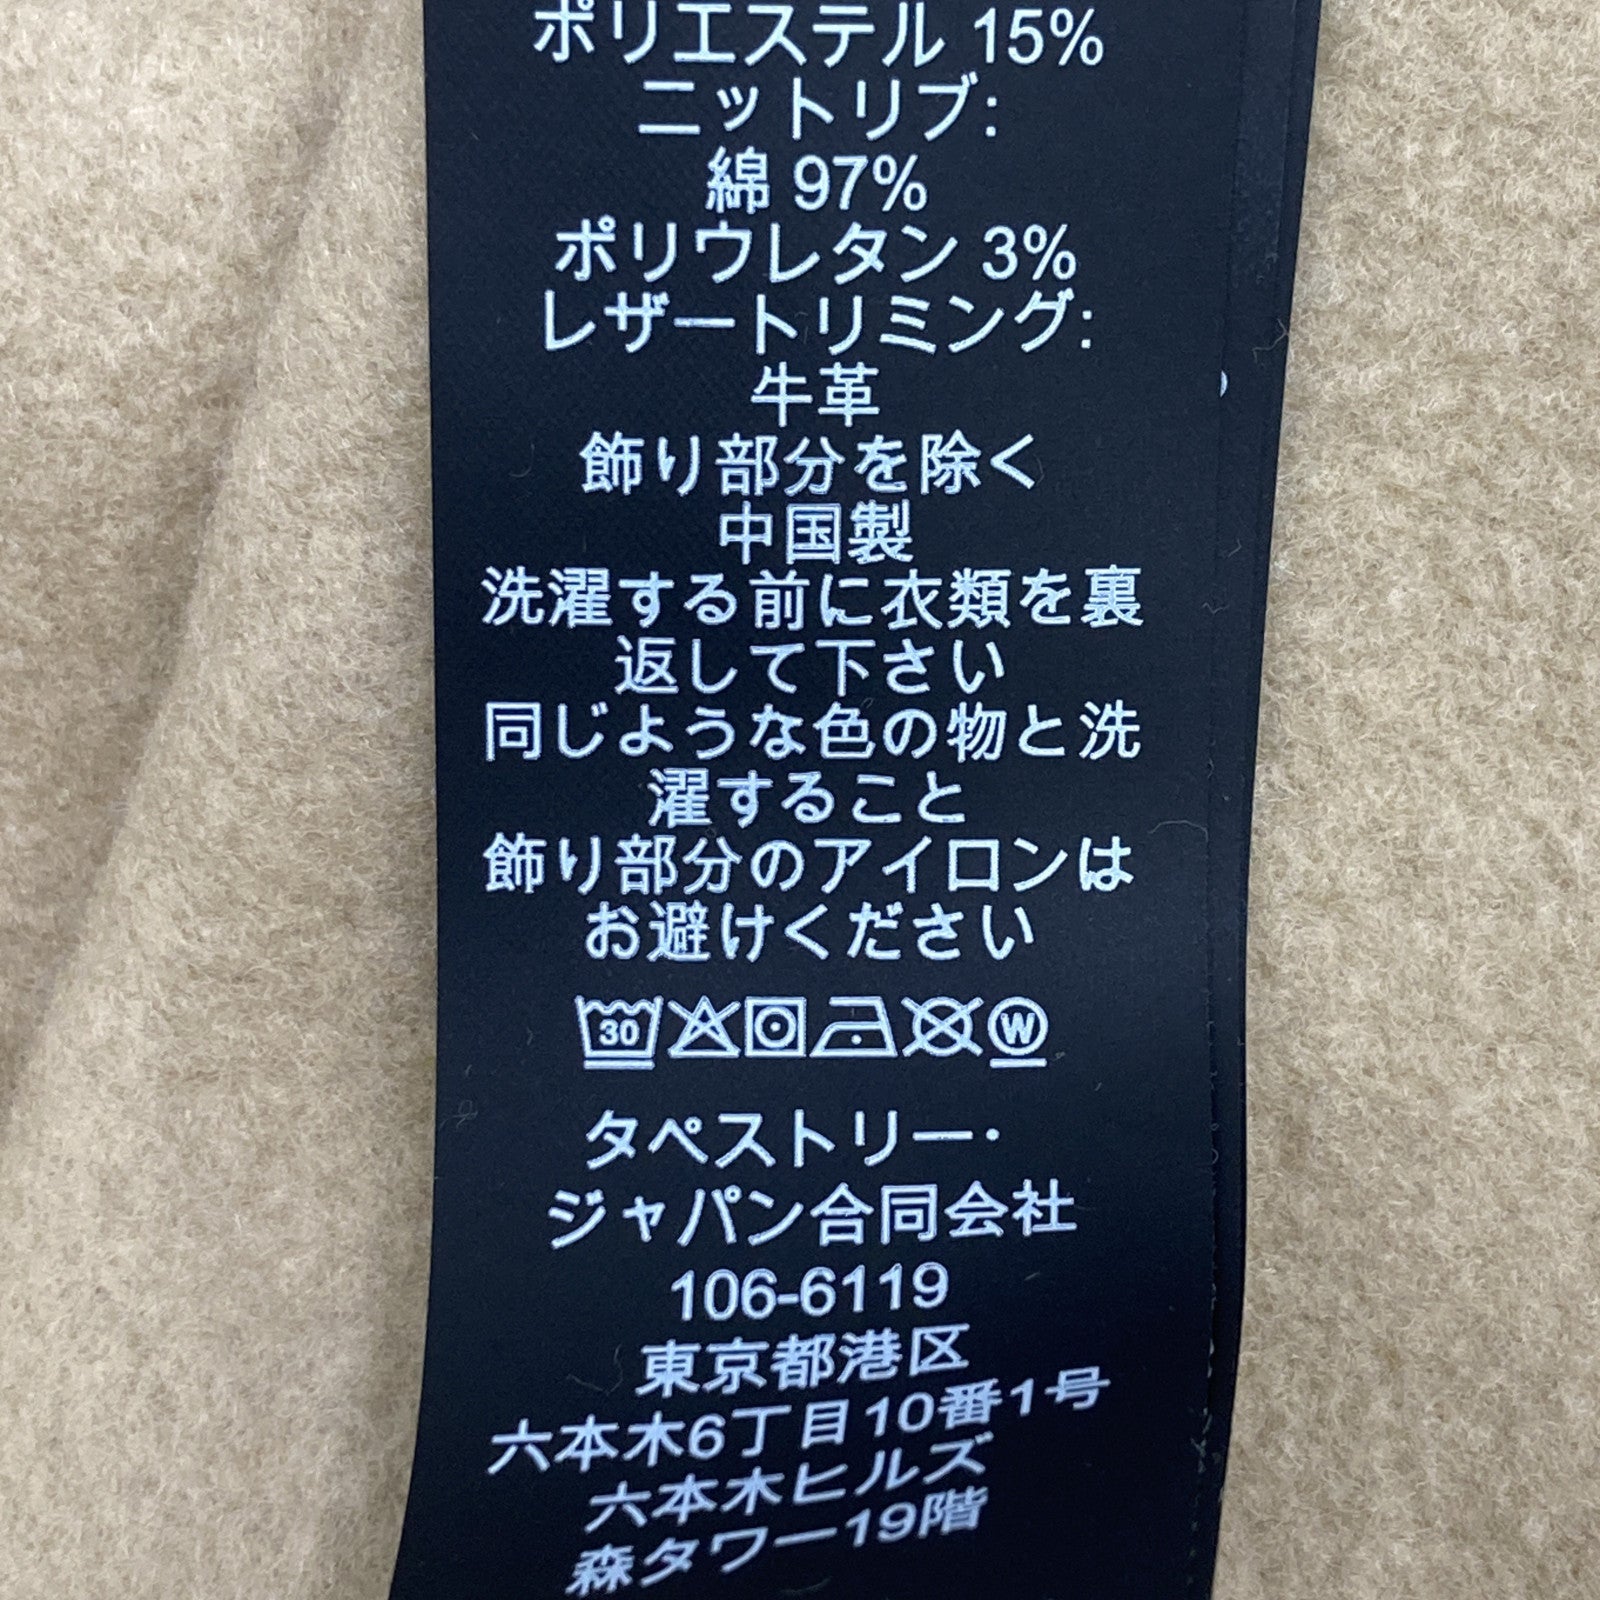 ポリエステル 15%
ニットリブ:
綿 97%
ポリウレタン 3%
レザートリミング:
牛革
飾り部分を除く
中国製
洗濯する前に衣類を裏
返して下さい
同じような色の物と洗
濯すること
飾り部分のアイロンは
お避けください
30 W
タペストリー・
ジャパン合同会社
106-6119
東京都港区
六本木6丁目10番1号
六本木ヒルズ
森タワー19階